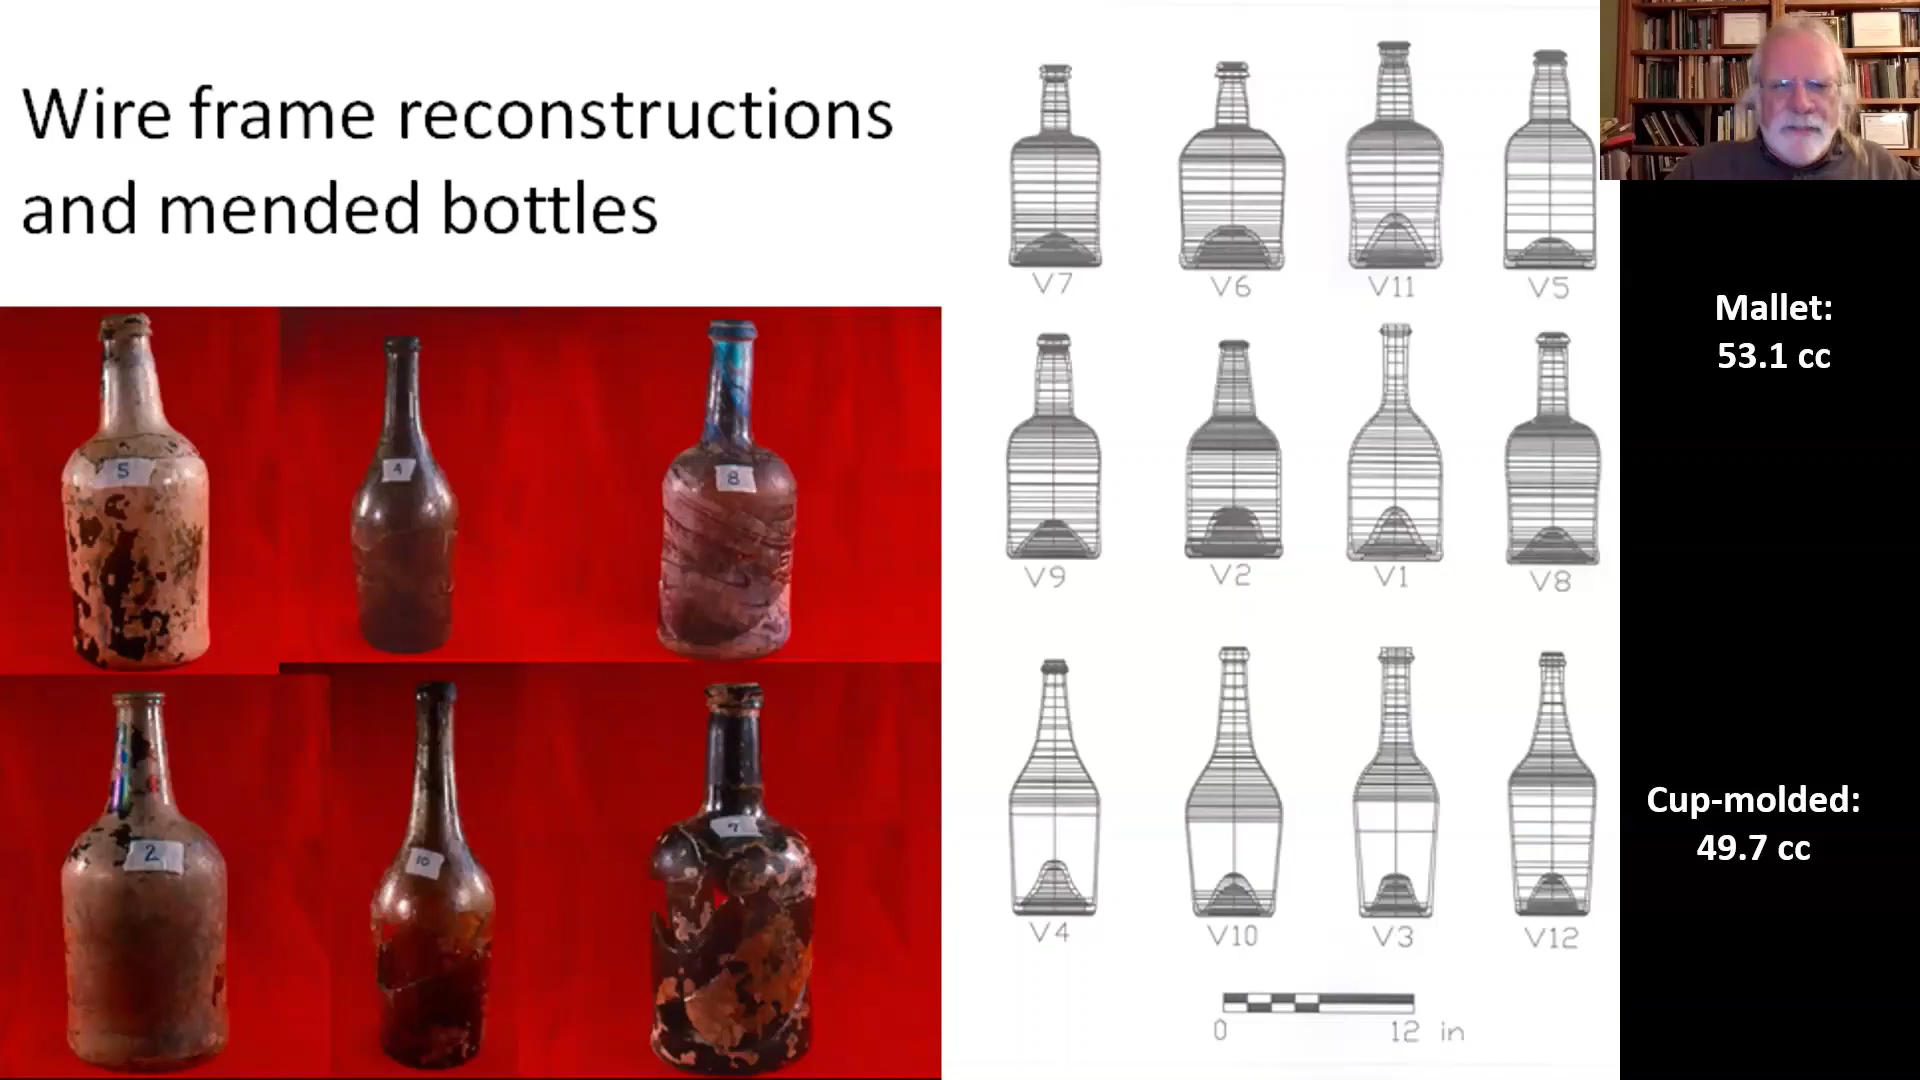 Wire frame reconstructions
and mended bottles
5
4
8
2
10
7
V7
V6
V11
V5
V9
V2
V1
V8
V4
V10
V3
V12
0
12 in
Mallet:
53.1 cc
Cup-molded:
49.7 cc